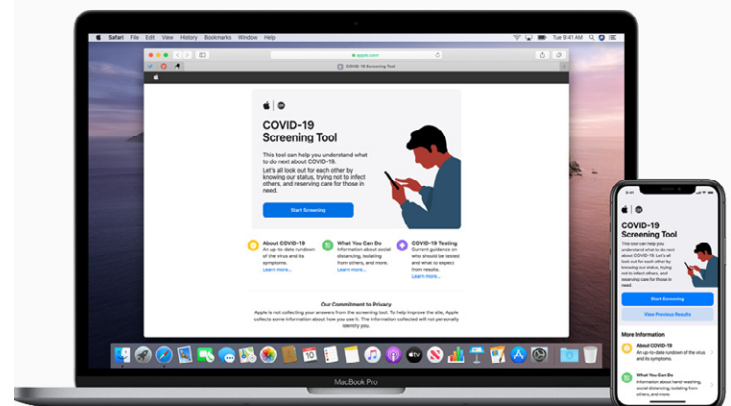 Safari File Edit View History Bookmarks Window Help
Tue 9:41 AM
apple.com
COVID-19 Screening Tool
COVID-19
Screening Tool
This tool can help you understand what
to do next about COVID-19.
Let's all look out for each other by
knowing our status, trying not to infect
others, and reserving care for those in
need.
Start Screening
About COVID-19
An up-to-date rundown
of the virus and its
symptoms.
Learn more...
What You Can Do
Information about social
distancing, isolating
from others, and more.
Learn more...
COVID-19 Testing
Current guidance on
who should be tested
and what to expect
from results.
Learn more...
Our Commitment to Privacy
Apple is not collecting your answers from the screening tool. To help improve the site, Apple
collects some information about how you use it. The information collected will not personally
identify you.
10
tv
MacBook Pro
9:41
COVID-19
Screening Tool
This tool can help you
understand what to do next
about COVID-19. Let's all
look out for each other by
knowing our status, trying
not to infect others, and
reserving care for those in
need.
Start Screening
View Previous Results
More Information
About COVID-19
An up-to-date rundown of the virus
and its symptoms.
What You Can Do
Information about hand washing,
social distancing, isolating from
others, and more.